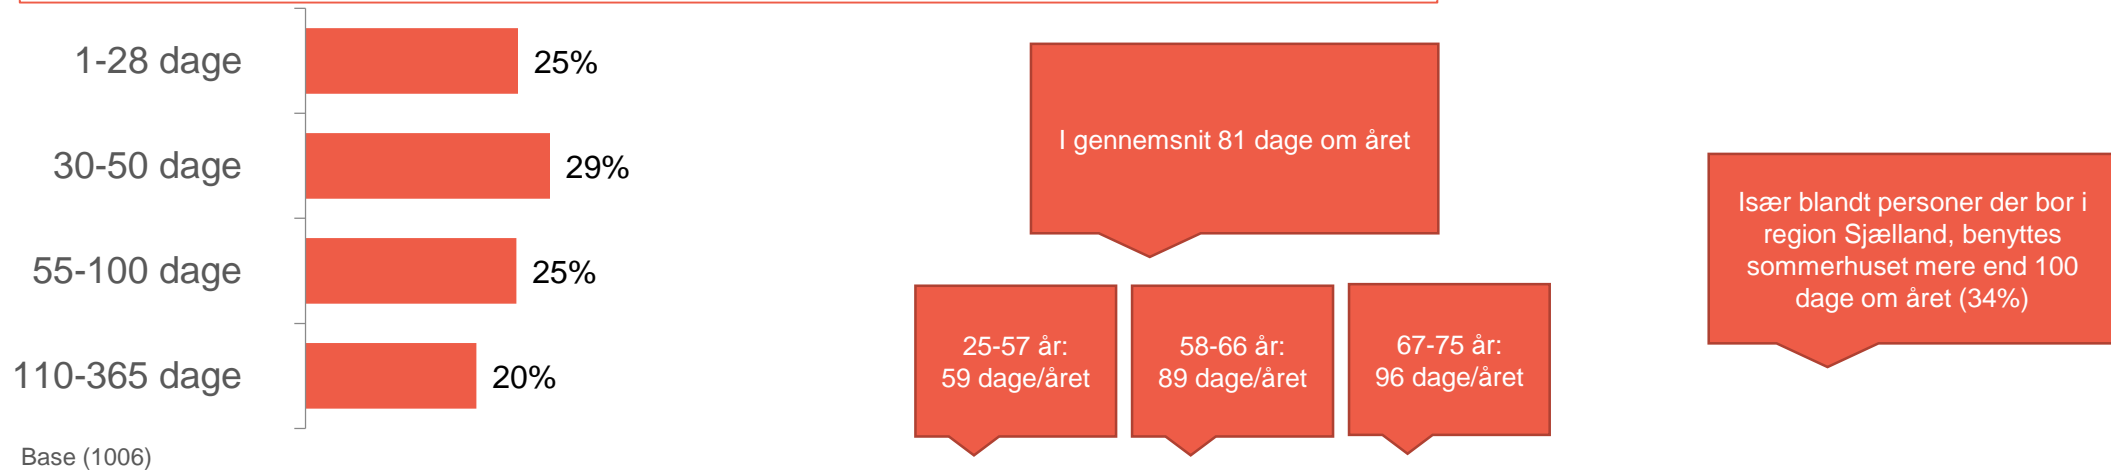 1-28 dage
25%
30-50 dage
29%
55-100 dage
25%
110-365 dage
20%
Base (1006)
I gennemsnit 81 dage om året
25-57 år:
59 dage/året
58-66 år:
89 dage/året
67-75 år:
96 dage/året
Især blandt personer der bor i
region Sjælland, benyttes
sommerhuset mere end 100
dage om året (34%)